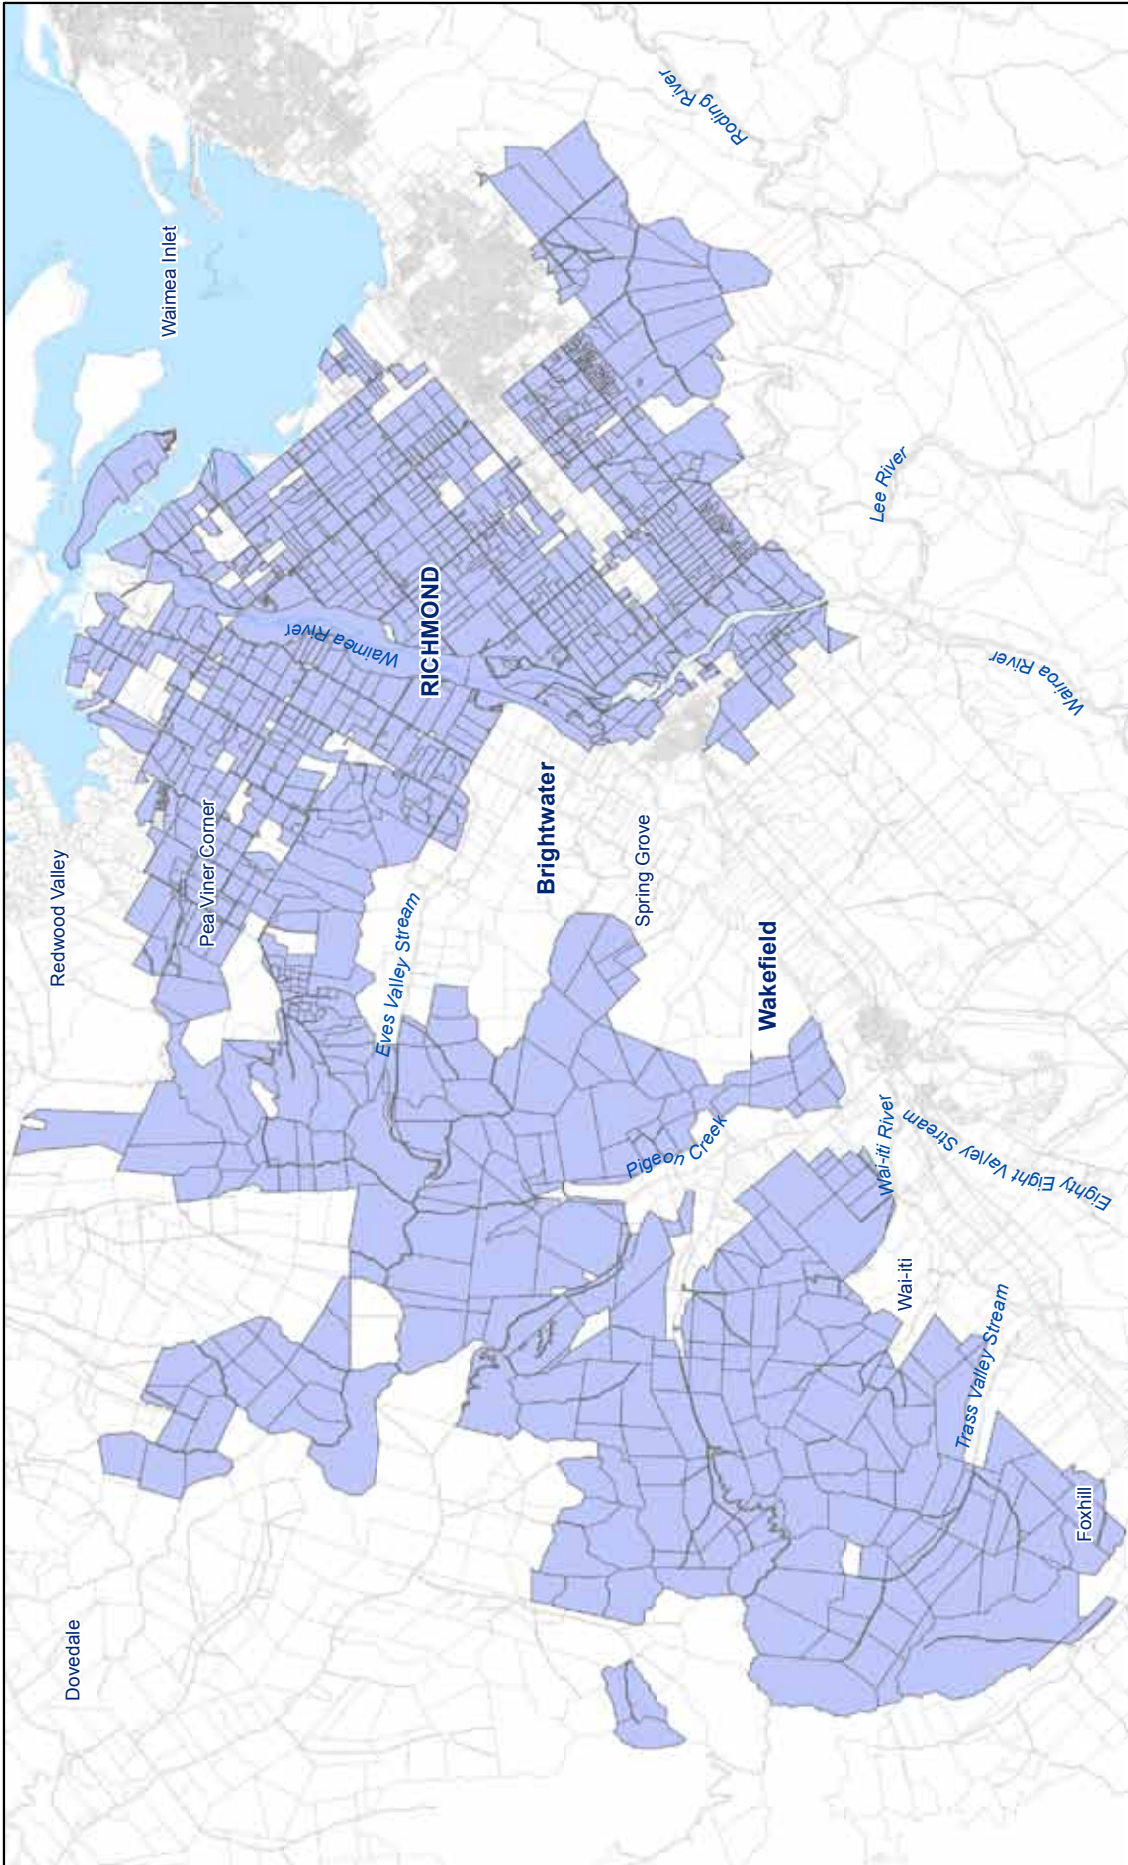 Redwood Valley
Dovedale
Waimea Inlet
Pea Viner Corner
Waimea River
Eves Valley Stream
RICHMOND
Brightwater
Spring Grove
Pigeon Creek
Roding River
Wakefield
Wai-iti River
Lee River
Wai-iti
Trass Valley Stream
Eighty Eight Valley Stream
Wairoa River
Foxhill